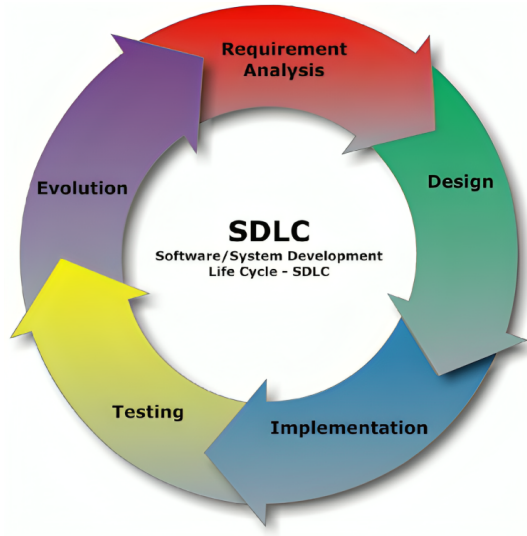 Requirement
Analysis
Evolution
Design
SDLC
Software/System Development
Life Cycle - SDLC
Testing
Implementation